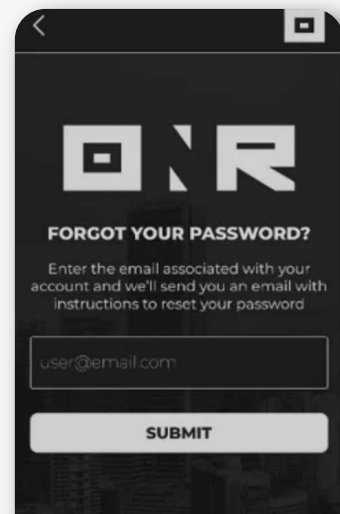 ONR
FORGOT YOUR PASSWORD?
Enter the email associated with your
account and we'll send you an email with
instructions to reset your password
user@email.com
SUBMIT